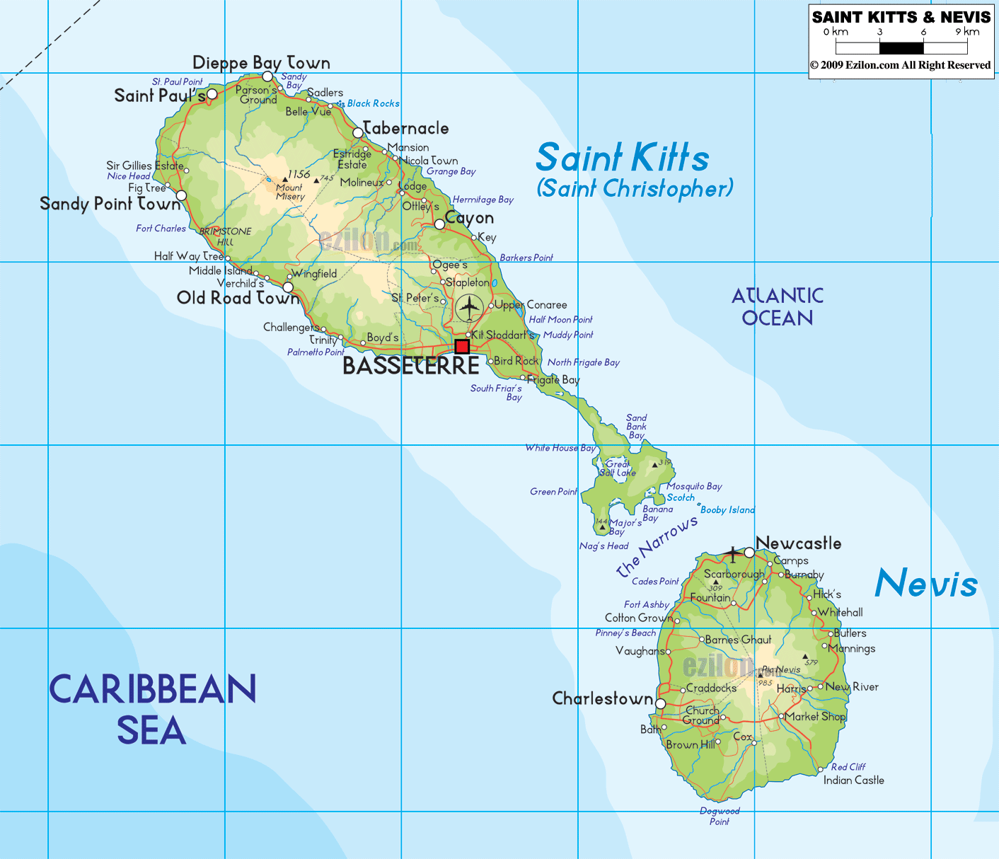 SAINT KITTS & NEVIS
0 km 3 6 9 km
© 2009 Ezilon.com All Right Reserved
Dieppe Bay Town
St. Paul Point
Sandy
Bay
Saint Paul's
Parson's
Ground
Sadlers
Belle Vue
Black Rocks
Tabernacle
Estridge
Estate
Mansion
Nicola Town
Grange Bay
Saint Kitts
(Saint Christopher)
Sir Gillies Estate
Nice Head
Fig Tree
1156
745
Mount
Misery
Molineux
Lodge
Sandy Point Town
Ottley's
Hermitage Bay
Cayon
Fort Charles
BRIMSTONE
HILL
Key
ezilon.com
Half Way Tree
Barkers Point
Middle Island
Wingfield
Ogee's
Verchild's
Stapleton
Old Road Town
St. Peter's
Upper Conaree
ATLANTIC
OCEAN
Half Moon Point
Challengers
Kit Stoddart's
Muddy Point
Trinity
Boyd's
Palmetto Point
BASSETERRE
Bird Rock
North Frigate Bay
Frigate Bay
South Friar's
Bay
Sand
Bank
Bay
White House Bay
Great
Salt Lake
319
Green Point
Mosquito Bay
Scotch
Booby Island
Banana
Bay
144
Major's
Bay
Nag's Head
The Narrows
Newcastle
Camps
Cades Point
Scarborough
Burnaby
309
Nevis
Fountain
Hick's
Fort Ashby
Whitehall
Cotton Grown
Pinney's Beach
Barnes Ghaut
Butlers
Vaughans
Mannings
579
ezilon.com
Pic Nevis
985
Craddocks
Harris
New River
CARIBBEAN
SEA
Charlestown
Church
Ground
Market Shop
Bath
Brown Hill
Cox
Red Cliff
Indian Castle
Dogwood
Point